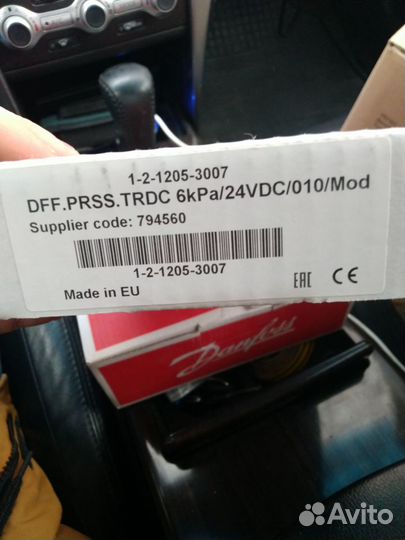 1-2-1205-3007
DFF.PRSS.TRDC 6kPa/24VDC/010/Mod
Supplier code: 794560
1-2-1205-3007
Made in EU
EAC CE
Danfoss
Avito